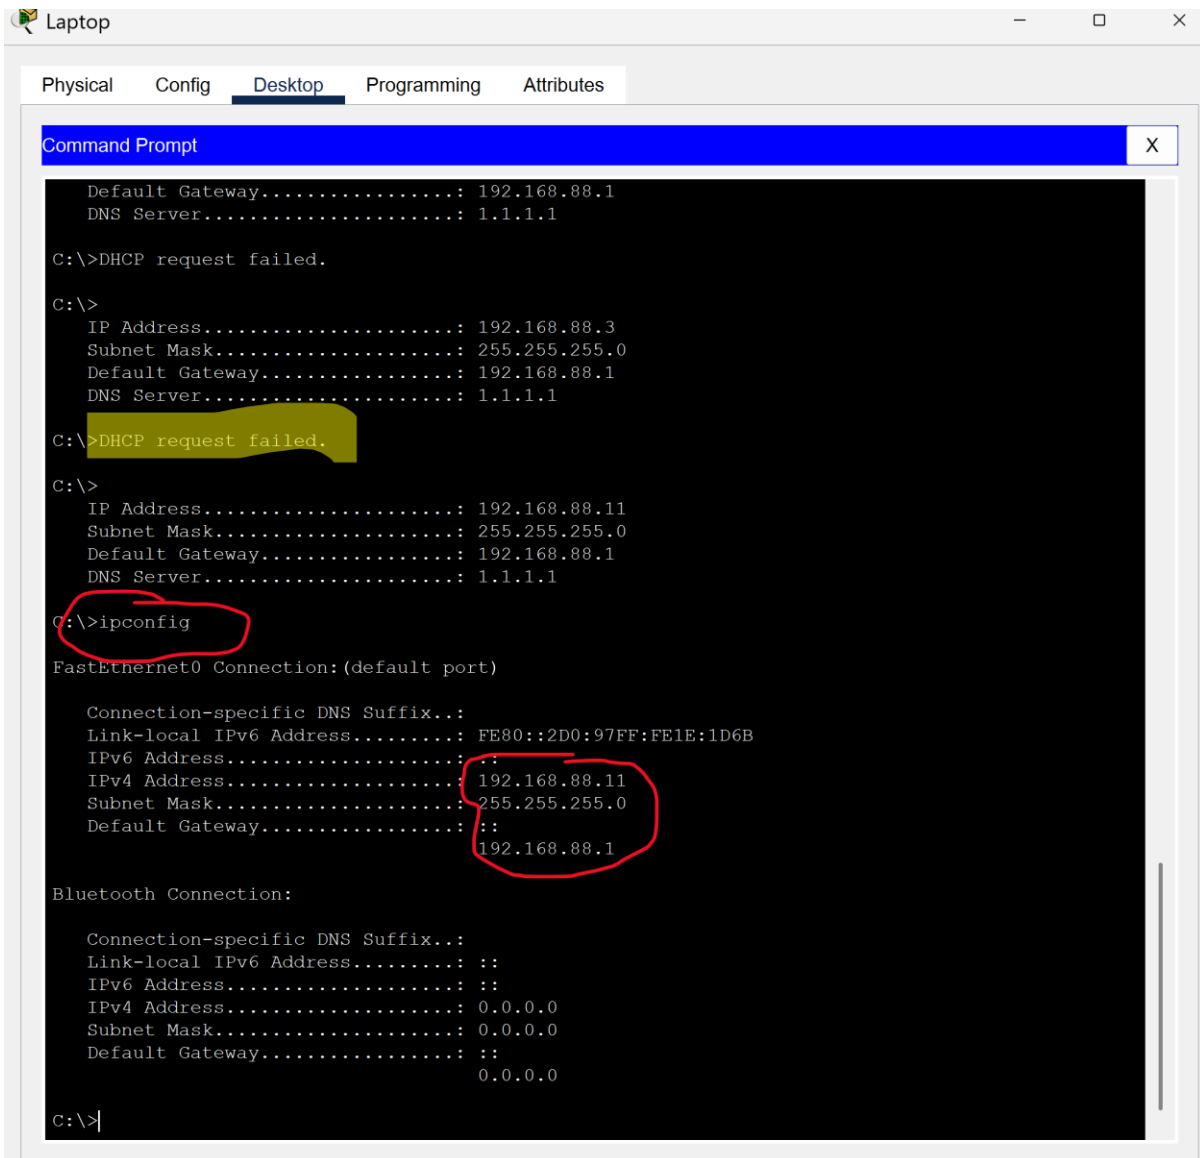 Laptop
Physical Config Desktop Programming Attributes
Command Prompt X
Default Gateway.................: 192.168.88.1
DNS Server......................: 1.1.1.1
C:\>DHCP request failed.
C:\>
IP Address......................: 192.168.88.3
Subnet Mask.....................: 255.255.255.0
Default Gateway.................: 192.168.88.1
DNS Server......................: 1.1.1.1
C:\>DHCP request failed.
C:\>
IP Address......................: 192.168.88.11
Subnet Mask.....................: 255.255.255.0
Default Gateway.................: 192.168.88.1
DNS Server......................: 1.1.1.1
C:\>ipconfig
FastEthernet0 Connection:(default port)
Connection-specific DNS Suffix..:
Link-local IPv6 Address.........: FE80::2D0:97FF:FE1E:1D6B
IPv6 Address....................: ::
IPv4 Address....................: 192.168.88.11
Subnet Mask.....................: 255.255.255.0
Default Gateway.................: ::
192.168.88.1
Bluetooth Connection:
Connection-specific DNS Suffix..:
Link-local IPv6 Address.........: ::
IPv6 Address....................: ::
IPv4 Address....................: 0.0.0.0
Subnet Mask.....................: 0.0.0.0
Default Gateway.................: ::
0.0.0.0
C:\>